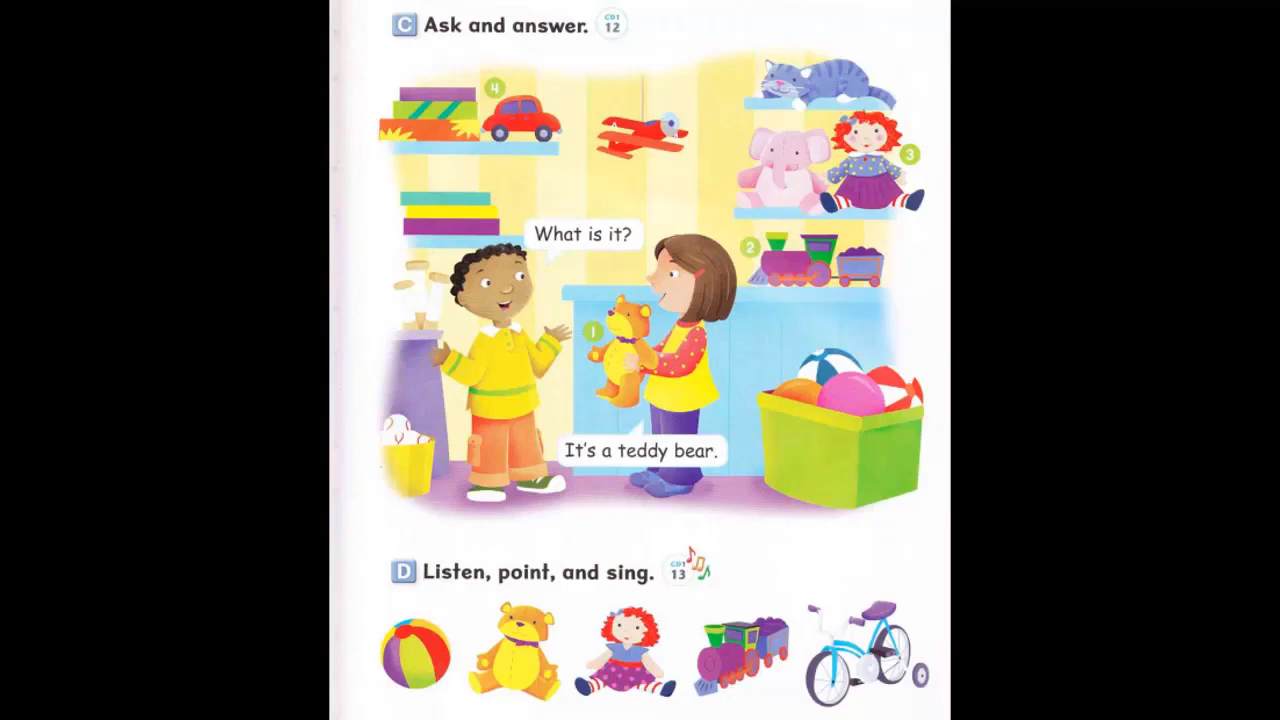 C Ask and answer. CD1 12
4
3
What is it?
2
1
It's a teddy bear.
D Listen, point, and sing. CD1 13